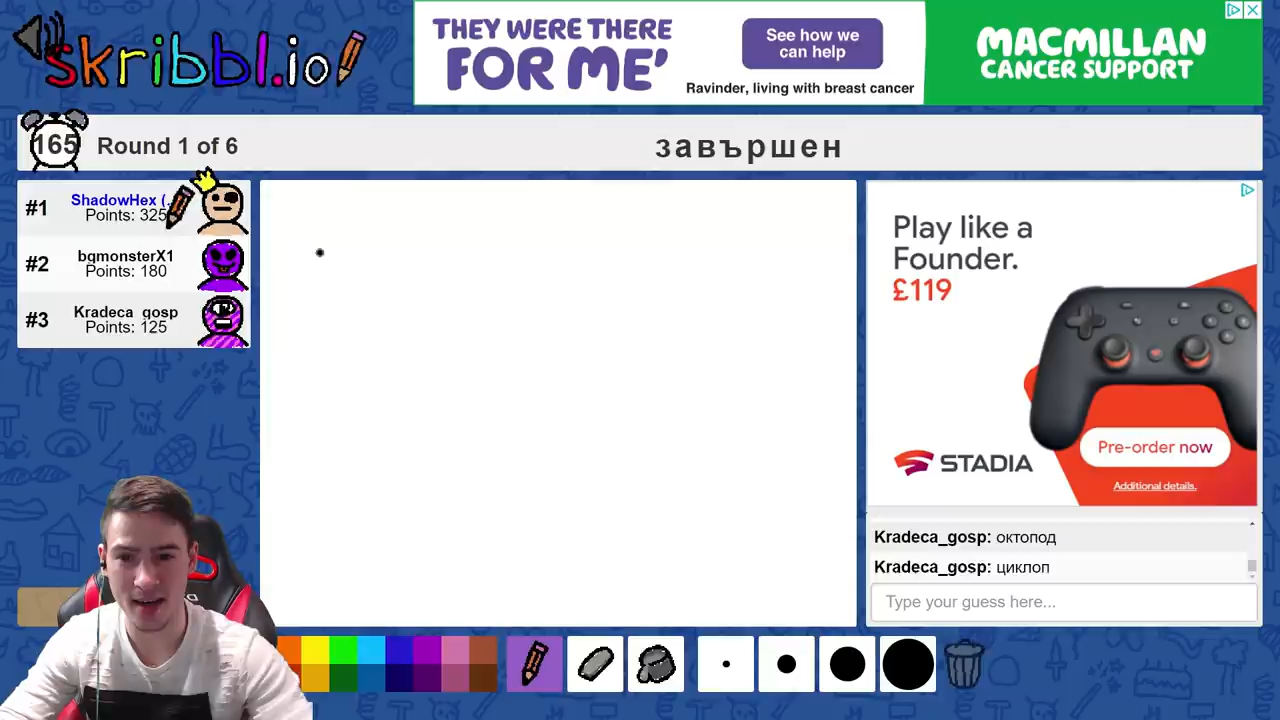 skribbl.io
THEY WERE THERE
FOR ME'
See how we
can help
Ravinder, living with breast cancer
MACMILLAN
CANCER SUPPORT
165
Round 1 of 6
завършен
#1
ShadowHex (
Points: 325
#2
bgmonsterX1
Points: 180
#3
Kradeca_gosp
Points: 125
Play like a
Founder.
£119
STADIA
Pre-order now
Additional details.
Kradeca_gosp: октопод
Kradeca_gosp: циклоп
Type your guess here...